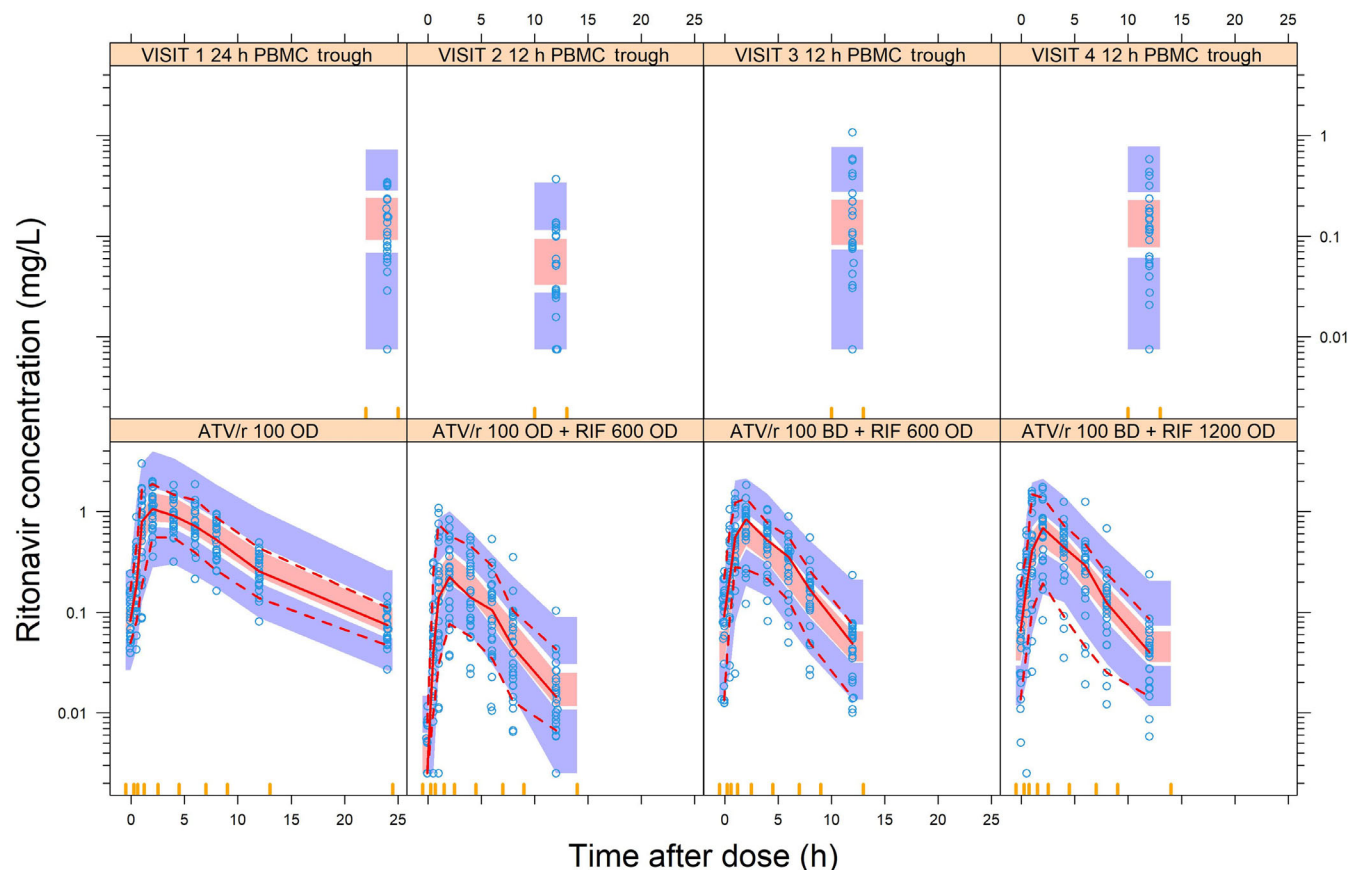 0 5 10 15 20 25 0 5 10 15 20 25
VISIT 1 24 h PBMC trough VISIT 2 12 h PBMC trough VISIT 3 12 h PBMC trough VISIT 4 12 h PBMC trough
1
0.1
0.01
ATV/r 100 OD ATV/r 100 OD + RIF 600 OD ATV/r 100 BD + RIF 600 OD ATV/r 100 BD + RIF 1200 OD
1
0.1
0.01
0 5 10 15 20 25 0 5 10 15 20 25
Ritonavir concentration (mg/L)
Time after dose (h)